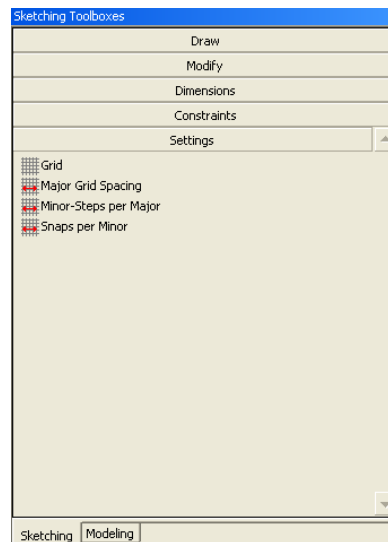 Sketching Toolboxes
Draw
Modify
Dimensions
Constraints
Settings
Grid
Major Grid Spacing
Minor-Steps per Major
Snaps per Minor
Sketching Modeling